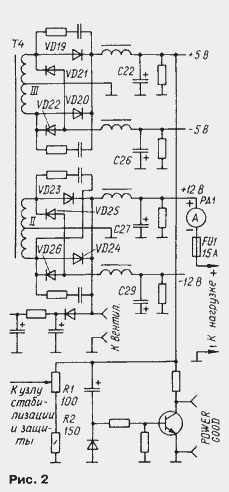 T4
VD19
VD21
C22
+5 В
III
VD20
VD22
-5 В
C26
VD23
+12 В
PA1
VD25
A
II
C27
FU1
15 A
VD24
VD26
-12 В
C29
К нагрузке
К вентил.
К узлу
стаби-
лизации
и защи-
ты
R1
100
R2
150
POWER
GOOD
Рис. 2